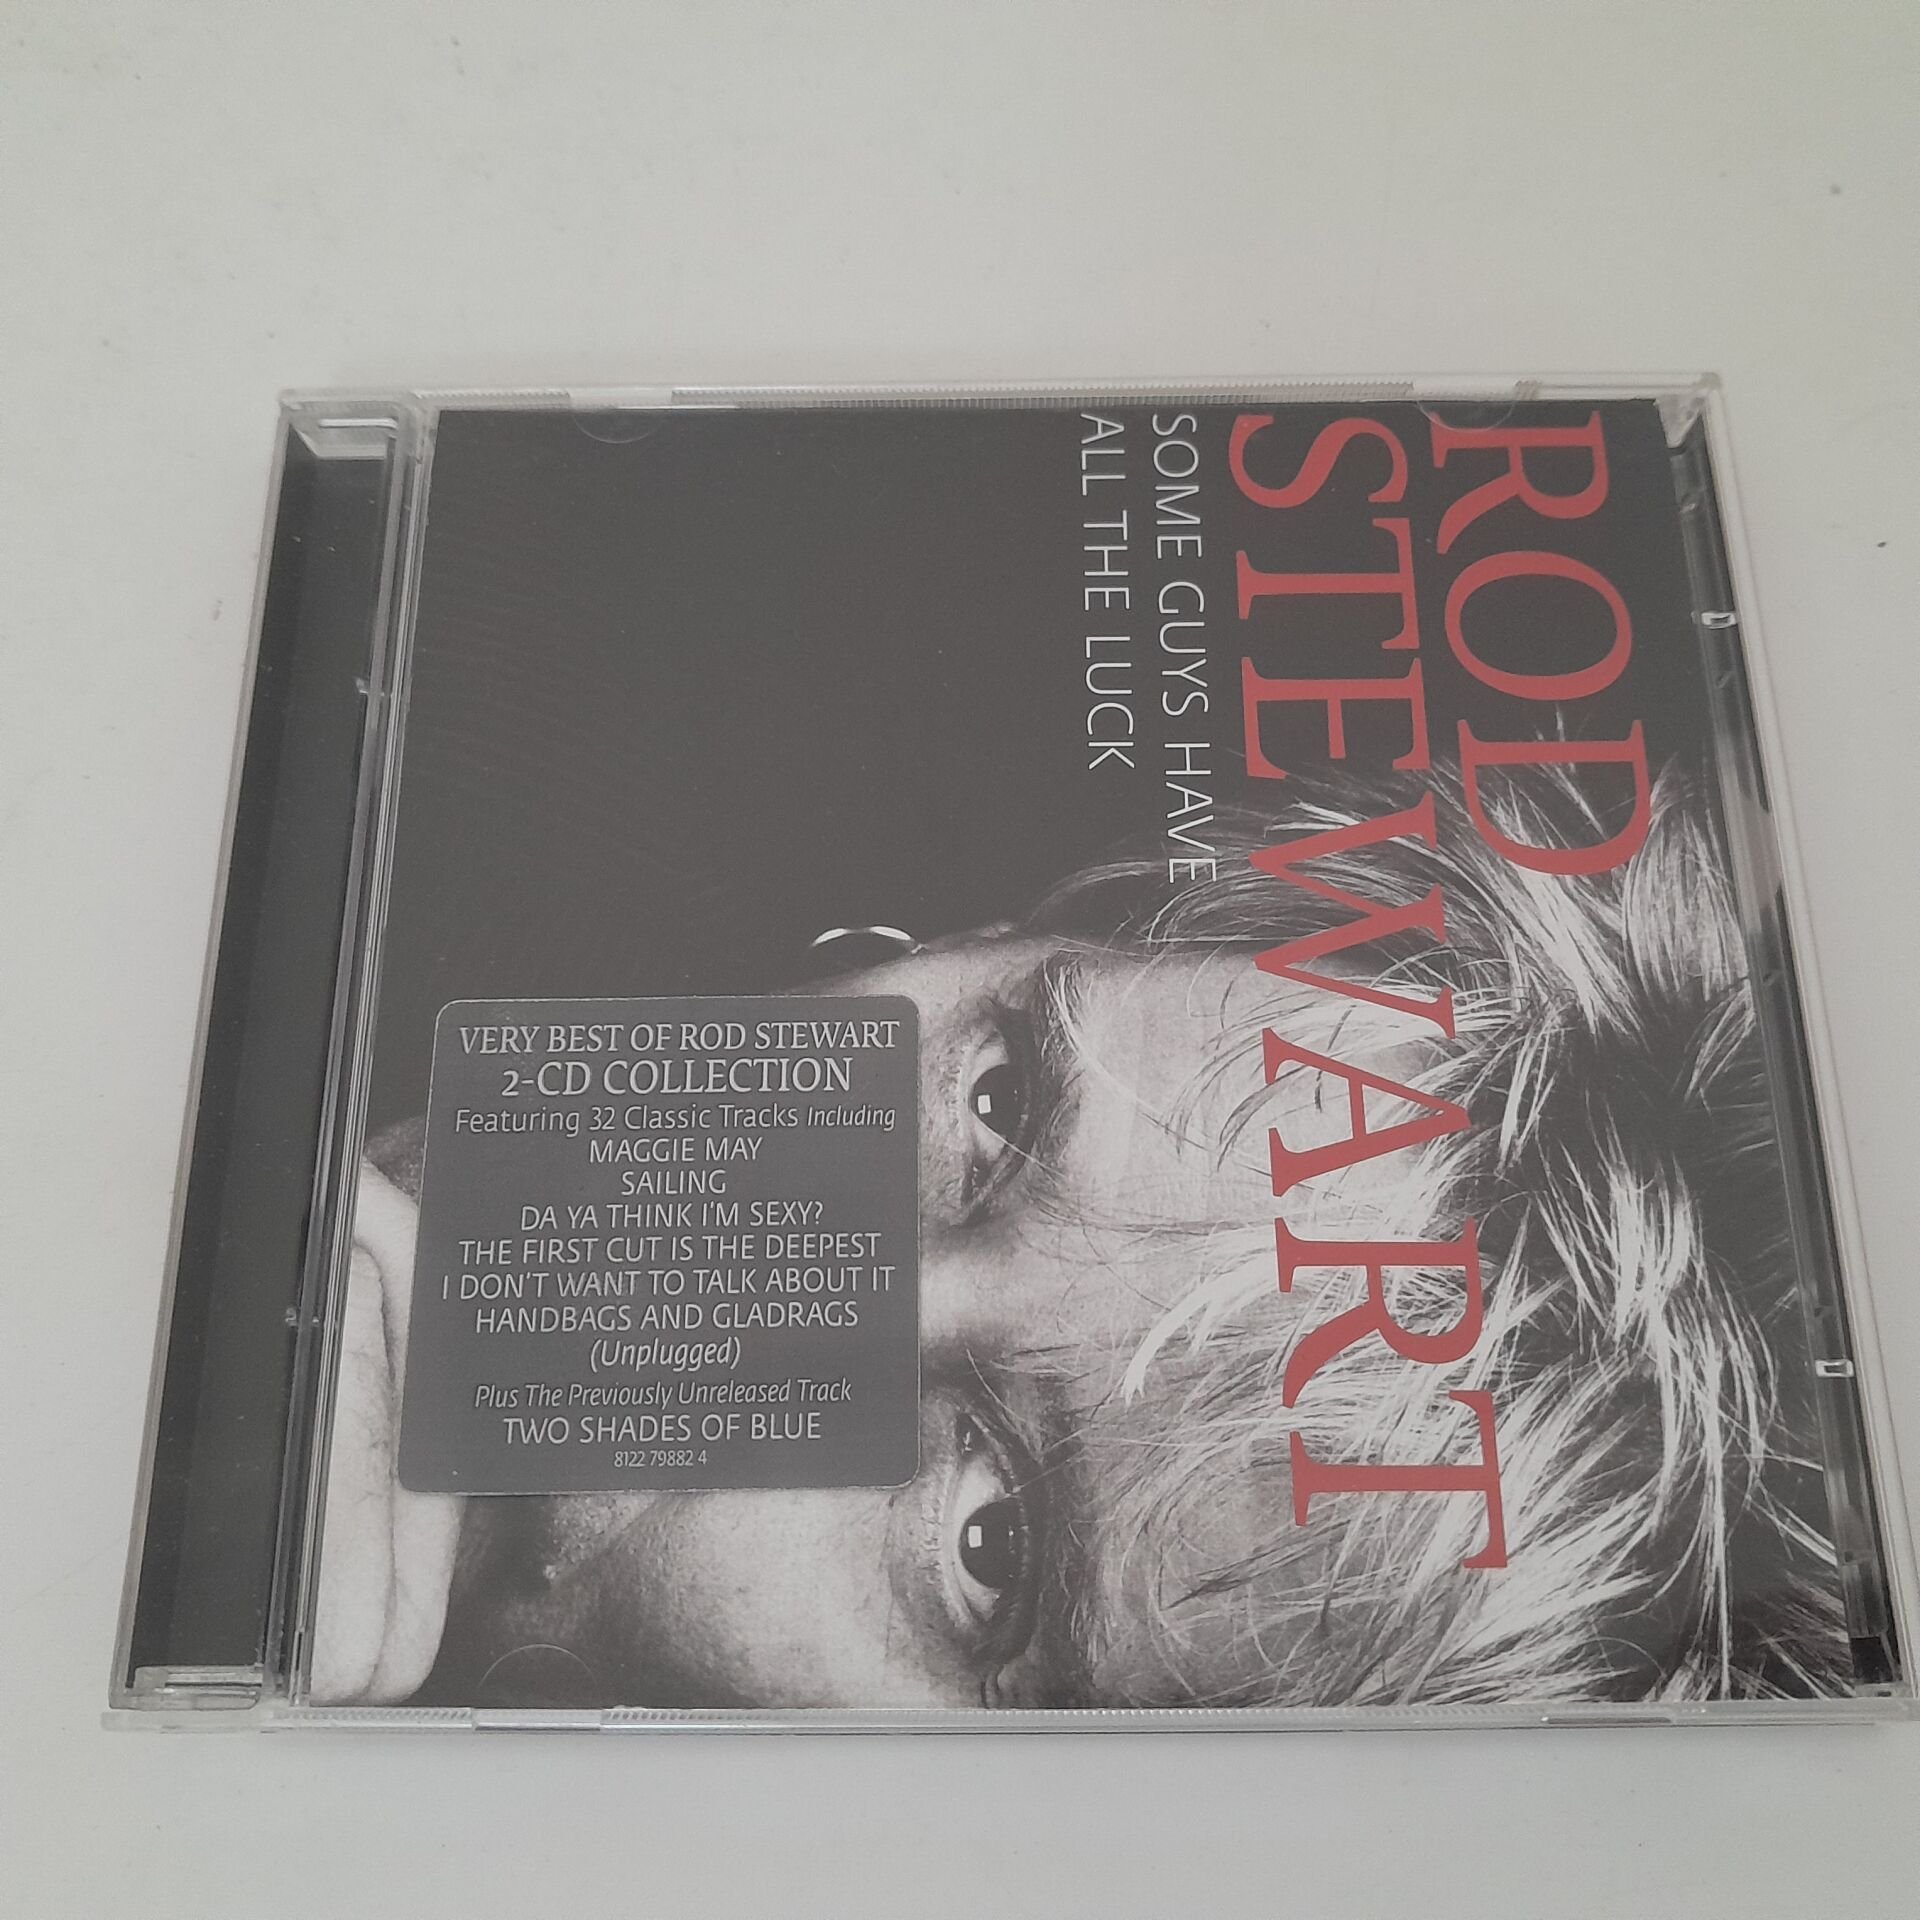 ROD
STEWART
SOME GUYS HAVE
ALL THE LUCK
VERY BEST OF ROD STEWART
2-CD COLLECTION
Featuring 32 Classic Tracks Including
MAGGIE MAY
SAILING
DA YA THINK I'M SEXY?
THE FIRST CUT IS THE DEEPEST
I DON'T WANT TO TALK ABOUT IT
HANDBAGS AND GLADRAGS
(Unplugged)
Plus The Previously Unreleased Track
TWO SHADES OF BLUE
8122 79882 4